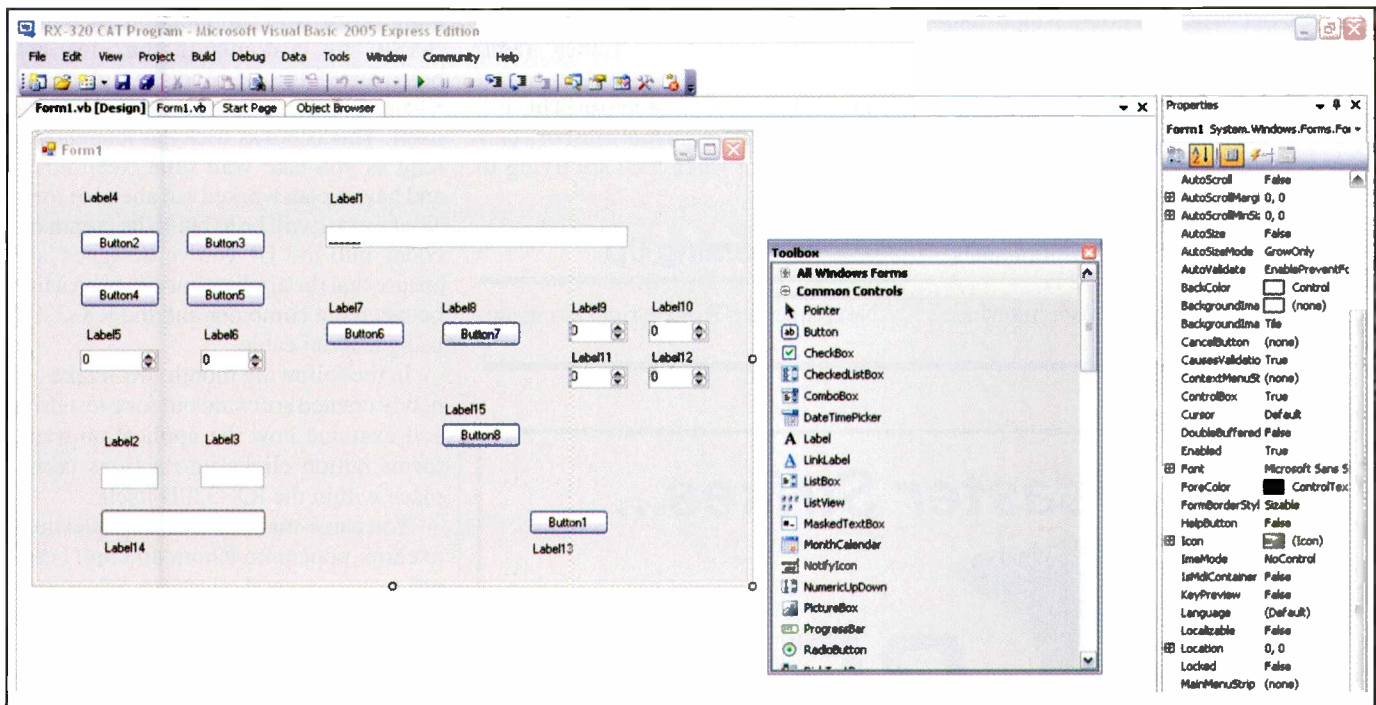 RX-320 CAT Program - Microsoft Visual Basic 2005 Express Edition
File Edit View Project Build Debug Data Tools Window Community Help
Form1.vb [Design] Form1.vb Start Page Object Browser
Form1
Label4 Label1
Button2 Button3 ______
Button4 Button5
Label7 Label8 Label9 Label10
Label5 Label6 Button6 Button7 0 0
0 0 Label11 Label12
0 0
Label15
Label2 Label3 Button8
Button1
Label14 Label13
Toolbox
All Windows Forms
Common Controls
Pointer
Button
CheckBox
CheckedListBox
ComboBox
DateTimePicker
Label
LinkLabel
ListBox
ListView
MaskedTextBox
MonthCalendar
NotifyIcon
NumericUpDown
PictureBox
ProgressBar
RadioButton
Properties
Form1 System.Windows.Forms.For
AutoScroll False
AutoScrollMargi 0, 0
AutoScrollMinSi 0, 0
AutoSize False
AutoSizeMode GrowOnly
AutoValidate EnablePreventFc
BackColor Control
BackgroundIma (none)
BackgroundIma Tile
CancelButton (none)
CausesValidatio True
ContextMenuSt (none)
ControlBox True
Cursor Default
DoubleBuffered False
Enabled True
Font Microsoft Sans S
ForeColor ControlTex
FormBorderStyl Sizable
HelpButton False
Icon (Icon)
ImeMode NoControl
IsMdiContainer False
KeyPreview False
Language (Default)
Localizable False
Location 0, 0
Locked False
MainMenuStrip (none)